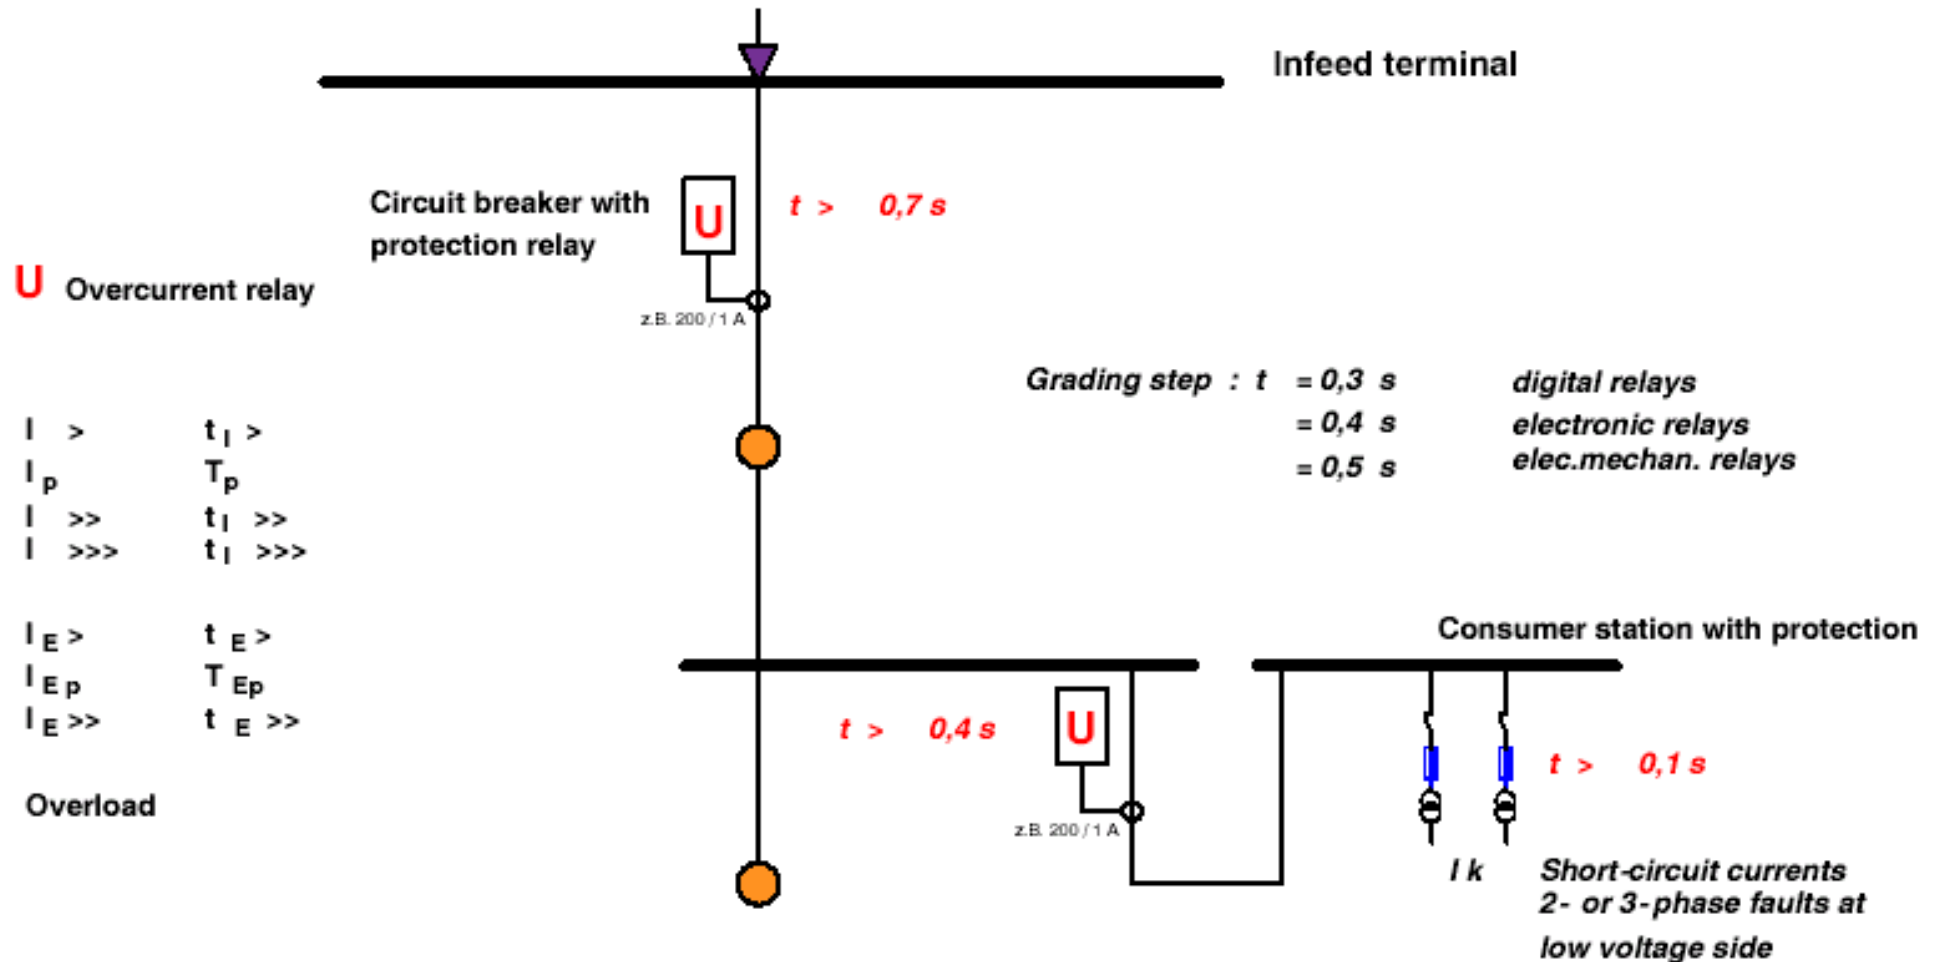 Infeed terminal
Circuit breaker with
protection relay
U
t > 0,7 s
U Overcurrent relay
z.B. 200 / 1 A
Grading step : t = 0,3 s digital relays
= 0,4 s electronic relays
= 0,5 s elec.mechan. relays
I > t I >
I p T p
I >> t I >>
I >>> t I >>>
I E > t E >
I E p T Ep
I E >> t E >>
Overload
Consumer station with protection
t > 0,4 s
U
z.B. 200 / 1 A
t > 0,1 s
I k Short-circuit currents
2- or 3-phase faults at
low voltage side